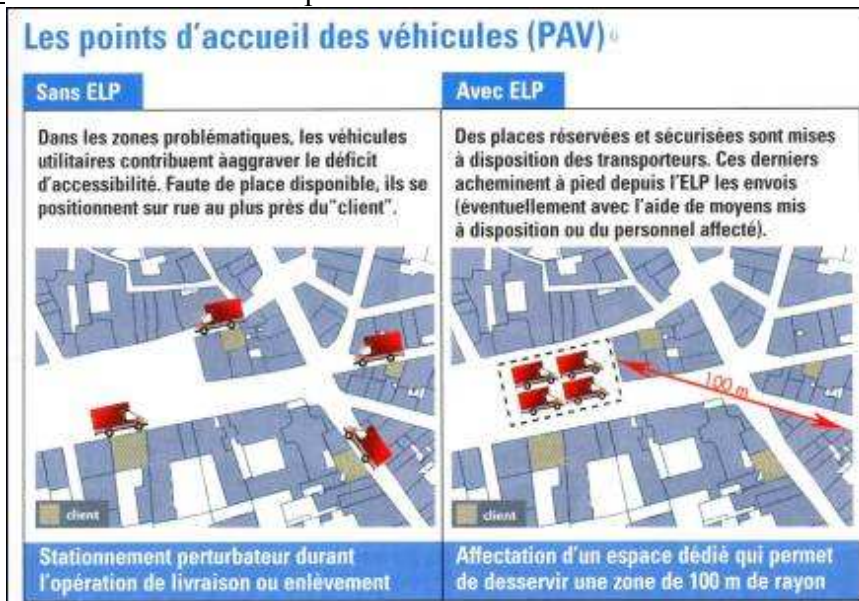 Les points d'accueil des véhicules (PAV)
Sans ELP
Dans les zones problématiques, les véhicules
utilitaires contribuent àaggraver le déficit
d'accessibilité. Faute de place disponible, ils se
positionnent sur rue au plus près du"client".
client
Stationnement perturbateur durant
l'opération de livraison ou enlèvement
Avec ELP
Des places réservées et sécurisées sont mises
à disposition des transporteurs. Ces derniers
acheminent à pied depuis l'ELP les envois
(éventuellement avec l'aide de moyens mis
à disposition ou du personnel affecté).
100 m
client
Affectation d'un espace dédié qui permet
de desservir une zone de 100 m de rayon